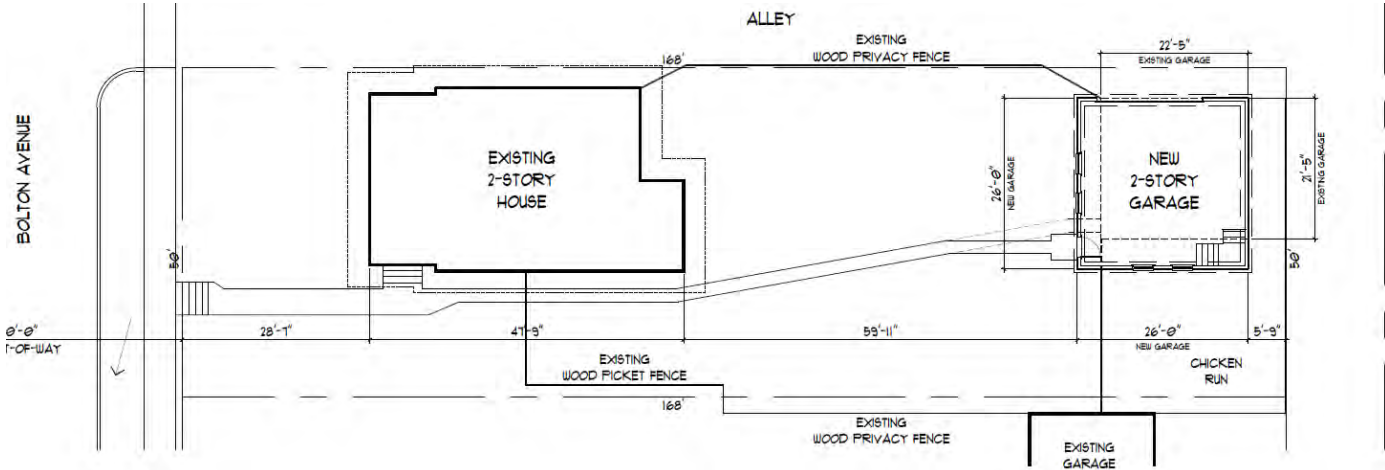 ALLEY
EXISTING
WOOD PRIVACY FENCE
168'
22'-5"
EXISTING GARAGE
BOLTON AVENUE
EXISTING
2-STORY
HOUSE
26'-0"
NEW GARAGE
NEW
2-STORY
GARAGE
21'-5"
EXISTING GARAGE
50'
50'
0'-0"
T-OF-WAY
28'-7"
47'-9"
59'-11"
26'-0"
NEW GARAGE
5'-9"
EXISTING
WOOD PICKET FENCE
CHICKEN
RUN
168'
EXISTING
WOOD PRIVACY FENCE
EXISTING
GARAGE